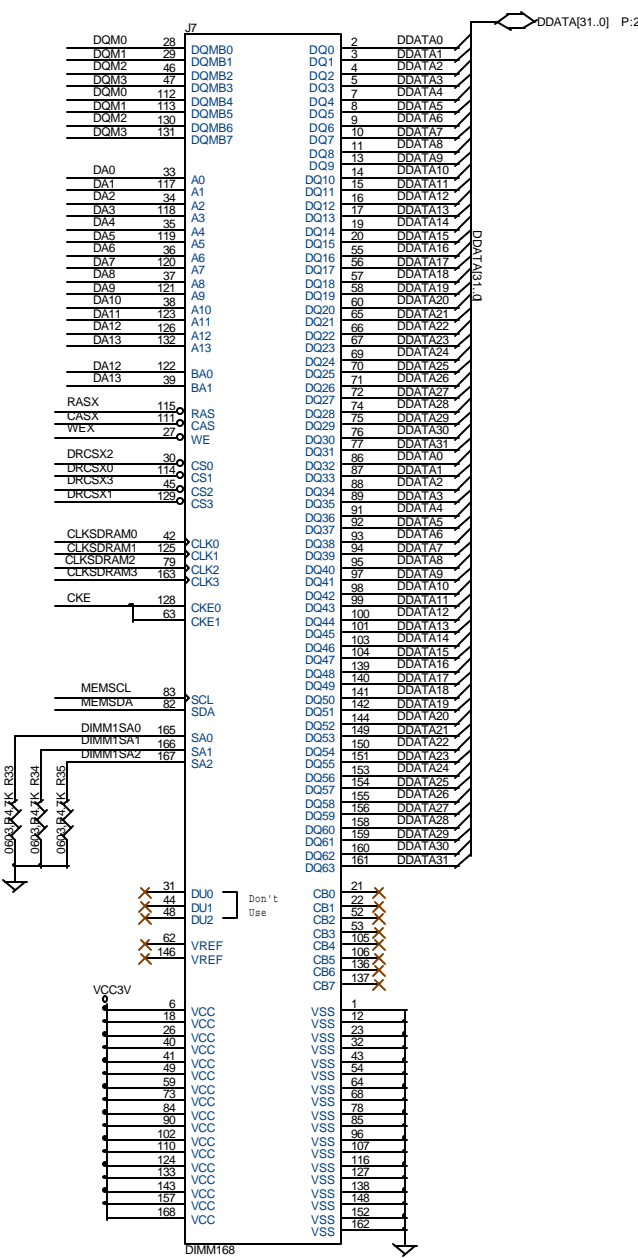 DDATA[31..0] P:2
J7
DQM0 28 DQMB0
DQM1 29 DQMB1
DQM2 46 DQMB2
DQM3 47 DQMB3
DQM0 112 DQMB4
DQM1 113 DQMB5
DQM2 130 DQMB6
DQM3 131 DQMB7
DA0 33 A0
DA1 117 A1
DA2 34 A2
DA3 118 A3
DA4 35 A4
DA5 119 A5
DA6 36 A6
DA7 120 A7
DA8 37 A8
DA9 121 A9
DA10 38 A10
DA11 123 A11
DA12 126 A12
DA13 132 A13
DA12 122 BA0
DA13 39 BA1
RASX 115 RAS
CASX 111 CAS
WEX 27 WE
DRCSX2 30 CS0
DRCSX0 114 CS1
DRCSX3 45 CS2
DRCSX1 129 CS3
CLKSDRAM0 42 CLK0
CLKSDRAM1 125 CLK1
CLKSDRAM2 79 CLK2
CLKSDRAM3 163 CLK3
CKE 128 CKE0
63 CKE1
MEMSCL 83 SCL
MEMSDA 82 SDA
DIMM1SA0 165 SA0
DIMM1SA1 166 SA1
DIMM1SA2 167 SA2
0603,R4.7K R33
0603,R4.7K R34
0603,R4.7K R35
31 DU0
44 DU1
48 DU2
Don't
Use
62 VREF
146 VREF
VCC3V
6 VCC
18 VCC
26 VCC
40 VCC
41 VCC
49 VCC
59 VCC
73 VCC
84 VCC
90 VCC
102 VCC
110 VCC
124 VCC
133 VCC
143 VCC
157 VCC
168 VCC
DQ0 2 DDATA0
DQ1 3 DDATA1
DQ2 4 DDATA2
DQ3 5 DDATA3
DQ4 7 DDATA4
DQ5 8 DDATA5
DQ6 9 DDATA6
DQ7 10 DDATA7
DQ8 11 DDATA8
DQ9 13 DDATA9
DQ10 14 DDATA10
DQ11 15 DDATA11
DQ12 16 DDATA12
DQ13 17 DDATA13
DQ14 19 DDATA14
DQ15 20 DDATA15
DQ16 55 DDATA16
DQ17 56 DDATA17
DQ18 57 DDATA18
DQ19 58 DDATA19
DQ20 60 DDATA20
DQ21 65 DDATA21
DQ22 66 DDATA22
DQ23 67 DDATA23
DQ24 69 DDATA24
DQ25 70 DDATA25
DQ26 71 DDATA26
DQ27 72 DDATA27
DQ28 74 DDATA28
DQ29 75 DDATA29
DQ30 76 DDATA30
DQ31 77 DDATA31
DQ32 86 DDATA0
DQ33 87 DDATA1
DQ34 88 DDATA2
DQ35 89 DDATA3
DQ36 91 DDATA4
DQ37 92 DDATA5
DQ38 93 DDATA6
DQ39 94 DDATA7
DQ40 95 DDATA8
DQ41 97 DDATA9
DQ42 98 DDATA10
DQ43 99 DDATA11
DQ44 100 DDATA12
DQ45 101 DDATA13
DQ46 103 DDATA14
DQ47 104 DDATA15
DQ48 139 DDATA16
DQ49 140 DDATA17
DQ50 141 DDATA18
DQ51 142 DDATA19
DQ52 144 DDATA20
DQ53 149 DDATA21
DQ54 150 DDATA22
DQ55 151 DDATA23
DQ56 153 DDATA24
DQ57 154 DDATA25
DQ58 155 DDATA26
DQ59 156 DDATA27
DQ60 158 DDATA28
DQ61 159 DDATA29
DQ62 160 DDATA30
DQ63 161 DDATA31
DDATA[31..0]
CB0 21
CB1 22
CB2 52
CB3 53
CB4 105
CB5 106
CB6 136
CB7 137
VSS 1
VSS 12
VSS 23
VSS 32
VSS 43
VSS 54
VSS 64
VSS 68
VSS 78
VSS 85
VSS 96
VSS 107
VSS 116
VSS 127
VSS 138
VSS 148
VSS 152
VSS 162
DIMM168